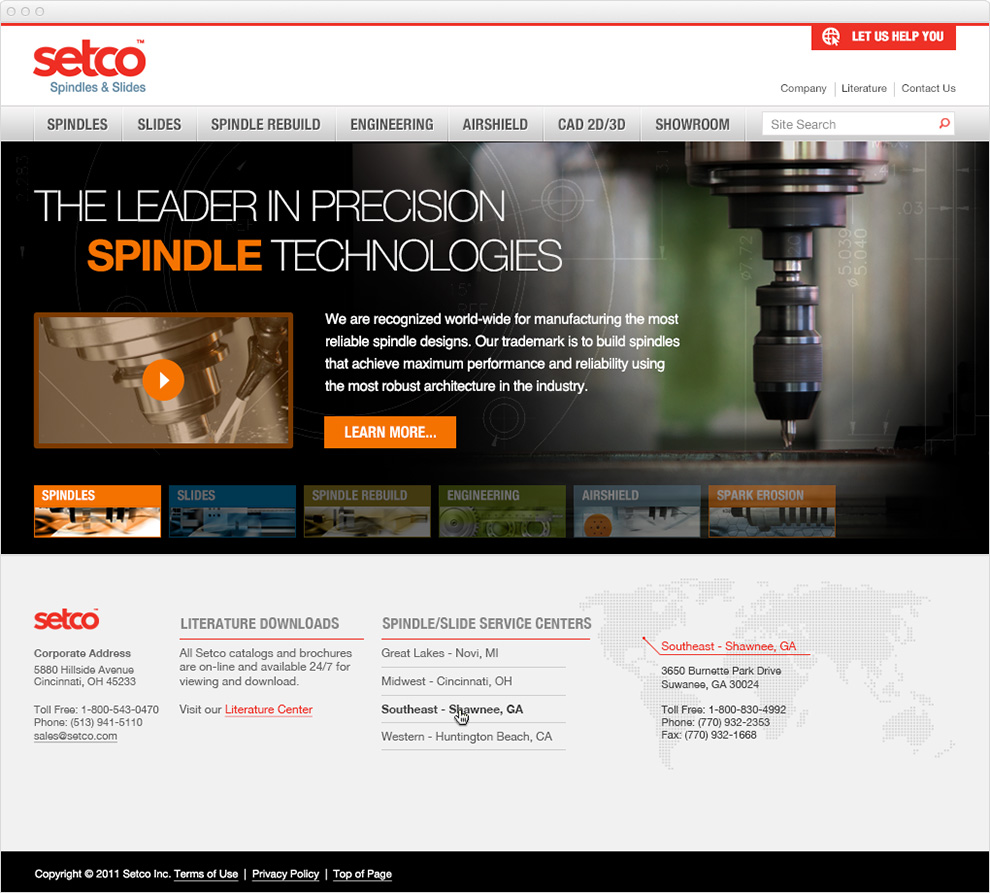 setco™
Spindles & Slides
LET US HELP YOU
Company
Literature
Contact Us
SPINDLES
SLIDES
SPINDLE REBUILD
ENGINEERING
AIRSHIELD
CAD 2D/3D
SHOWROOM
Site Search
THE LEADER IN PRECISION
SPINDLE TECHNOLOGIES
We are recognized world-wide for manufacturing the most
reliable spindle designs. Our trademark is to build spindles
that achieve maximum performance and reliability using
the most robust architecture in the industry.
LEARN MORE...
.03
ø7.72
5.039
ø 5.040
SPINDLES
SLIDES
SPINDLE REBUILD
ENGINEERING
AIRSHIELD
SPARK EROSION
setco™
Corporate Address
5880 Hillside Avenue
Cincinnati, OH 45233
Toll Free: 1-800-543-0470
Phone: (513) 941-5110
sales@setco.com
LITERATURE DOWNLOADS
All Setco catalogs and brochures
are on-line and available 24/7 for
viewing and download.
Visit our Literature Center
SPINDLE/SLIDE SERVICE CENTERS
Great Lakes - Novi, MI
Midwest - Cincinnati, OH
Southeast - Shawnee, GA
Western - Huntington Beach, CA
Southeast - Shawnee, GA
3650 Burnette Park Drive
Suwanee, GA 30024
Toll Free: 1-800-830-4992
Phone: (770) 932-2353
Fax: (770) 932-1668
Copyright © 2011 Setco Inc. Terms of Use | Privacy Policy | Top of Page